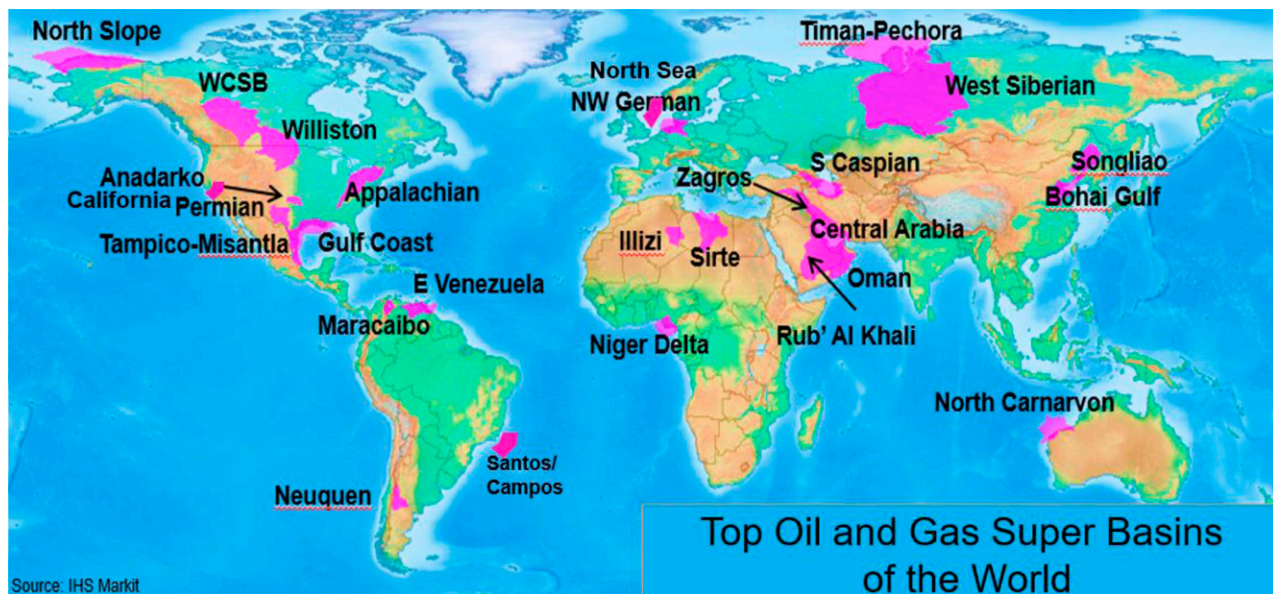 North Slope
Timan-Pechora
WCSB
North Sea
NW German
West Siberian
Williston
Anadarko
California
Permian
Appalachian
Zagros
S Caspian
Songliao
Bohai Gulf
Tampico-Misantla
Gulf Coast
Illizi
Sirte
Central Arabia
Oman
E Venezuela
Maracaibo
Niger Delta
Rub' Al Khali
North Carnarvon
Santos/
Campos
Neuquen
Top Oil and Gas Super Basins
of the World
Source: IHS Markit